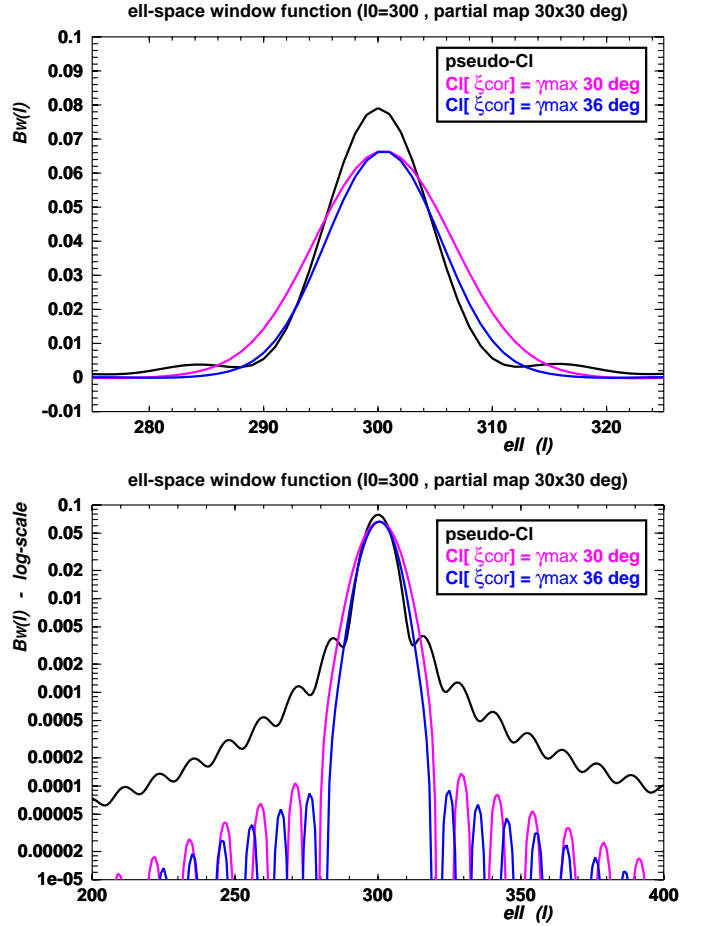 ell-space window function (l0=300 , partial map 30x30 deg)
Bw(l)
0.1
0.09
0.08
0.07
0.06
0.05
0.04
0.03
0.02
0.01
0
-0.01
pseudo-Cl
Cl[ ξcor] = γmax 30 deg
Cl[ ξcor] = γmax 36 deg
280 290 300 310 320
ell (l)
ell-space window function (l0=300 , partial map 30x30 deg)
Bw(l) - log-scale
0.1
0.05
0.01
0.005
0.002
0.001
0.0005
0.0002
0.0001
0.00005
0.00002
1e-05
pseudo-Cl
Cl[ ξcor] = γmax 30 deg
Cl[ ξcor] = γmax 36 deg
200 250 300 350 400
ell (l)